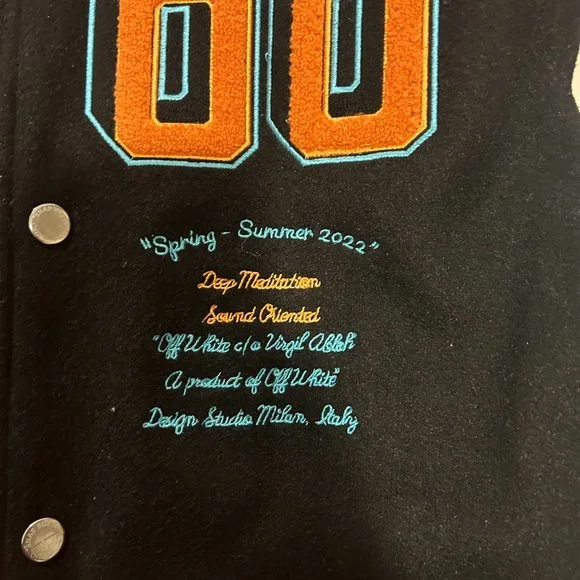 60
"Spring - Summer 2022"
Deep Meditation
Sound Oriented
"Off White c/o Virgil Abloh"
A product of Off White"
Design Studio Milan, Italy